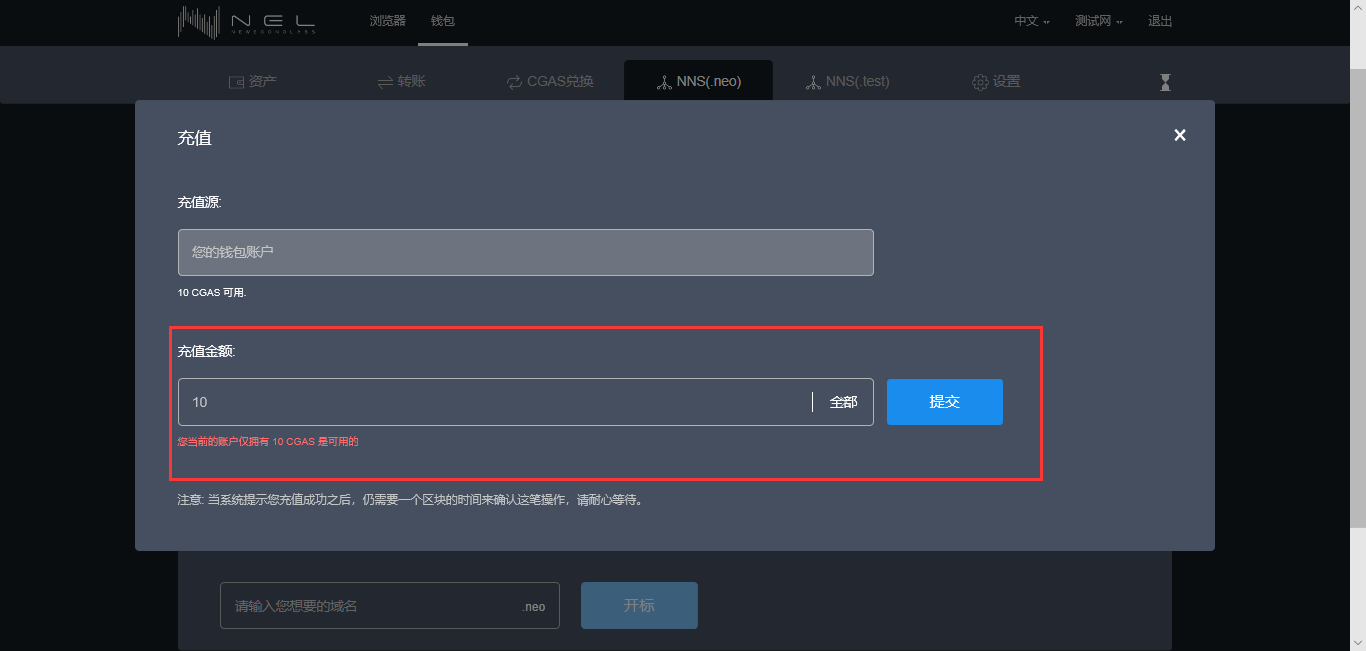 NEL 浏览器 钱包 中文 测试网 退出
NEWECONOLABS
资产 转账 CGAS兑换 NNS(.neo) NNS(.test) 设置
充值
充值源:
您的钱包账户
10 CGAS 可用.
充值金额:
10 全部 提交
您当前的账户仅拥有 10 CGAS 是可用的
注意: 当系统提示您充值成功之后，仍需要一个区块的时间来确认这笔操作，请耐心等待。
请输入您想要的域名 .neo 开标